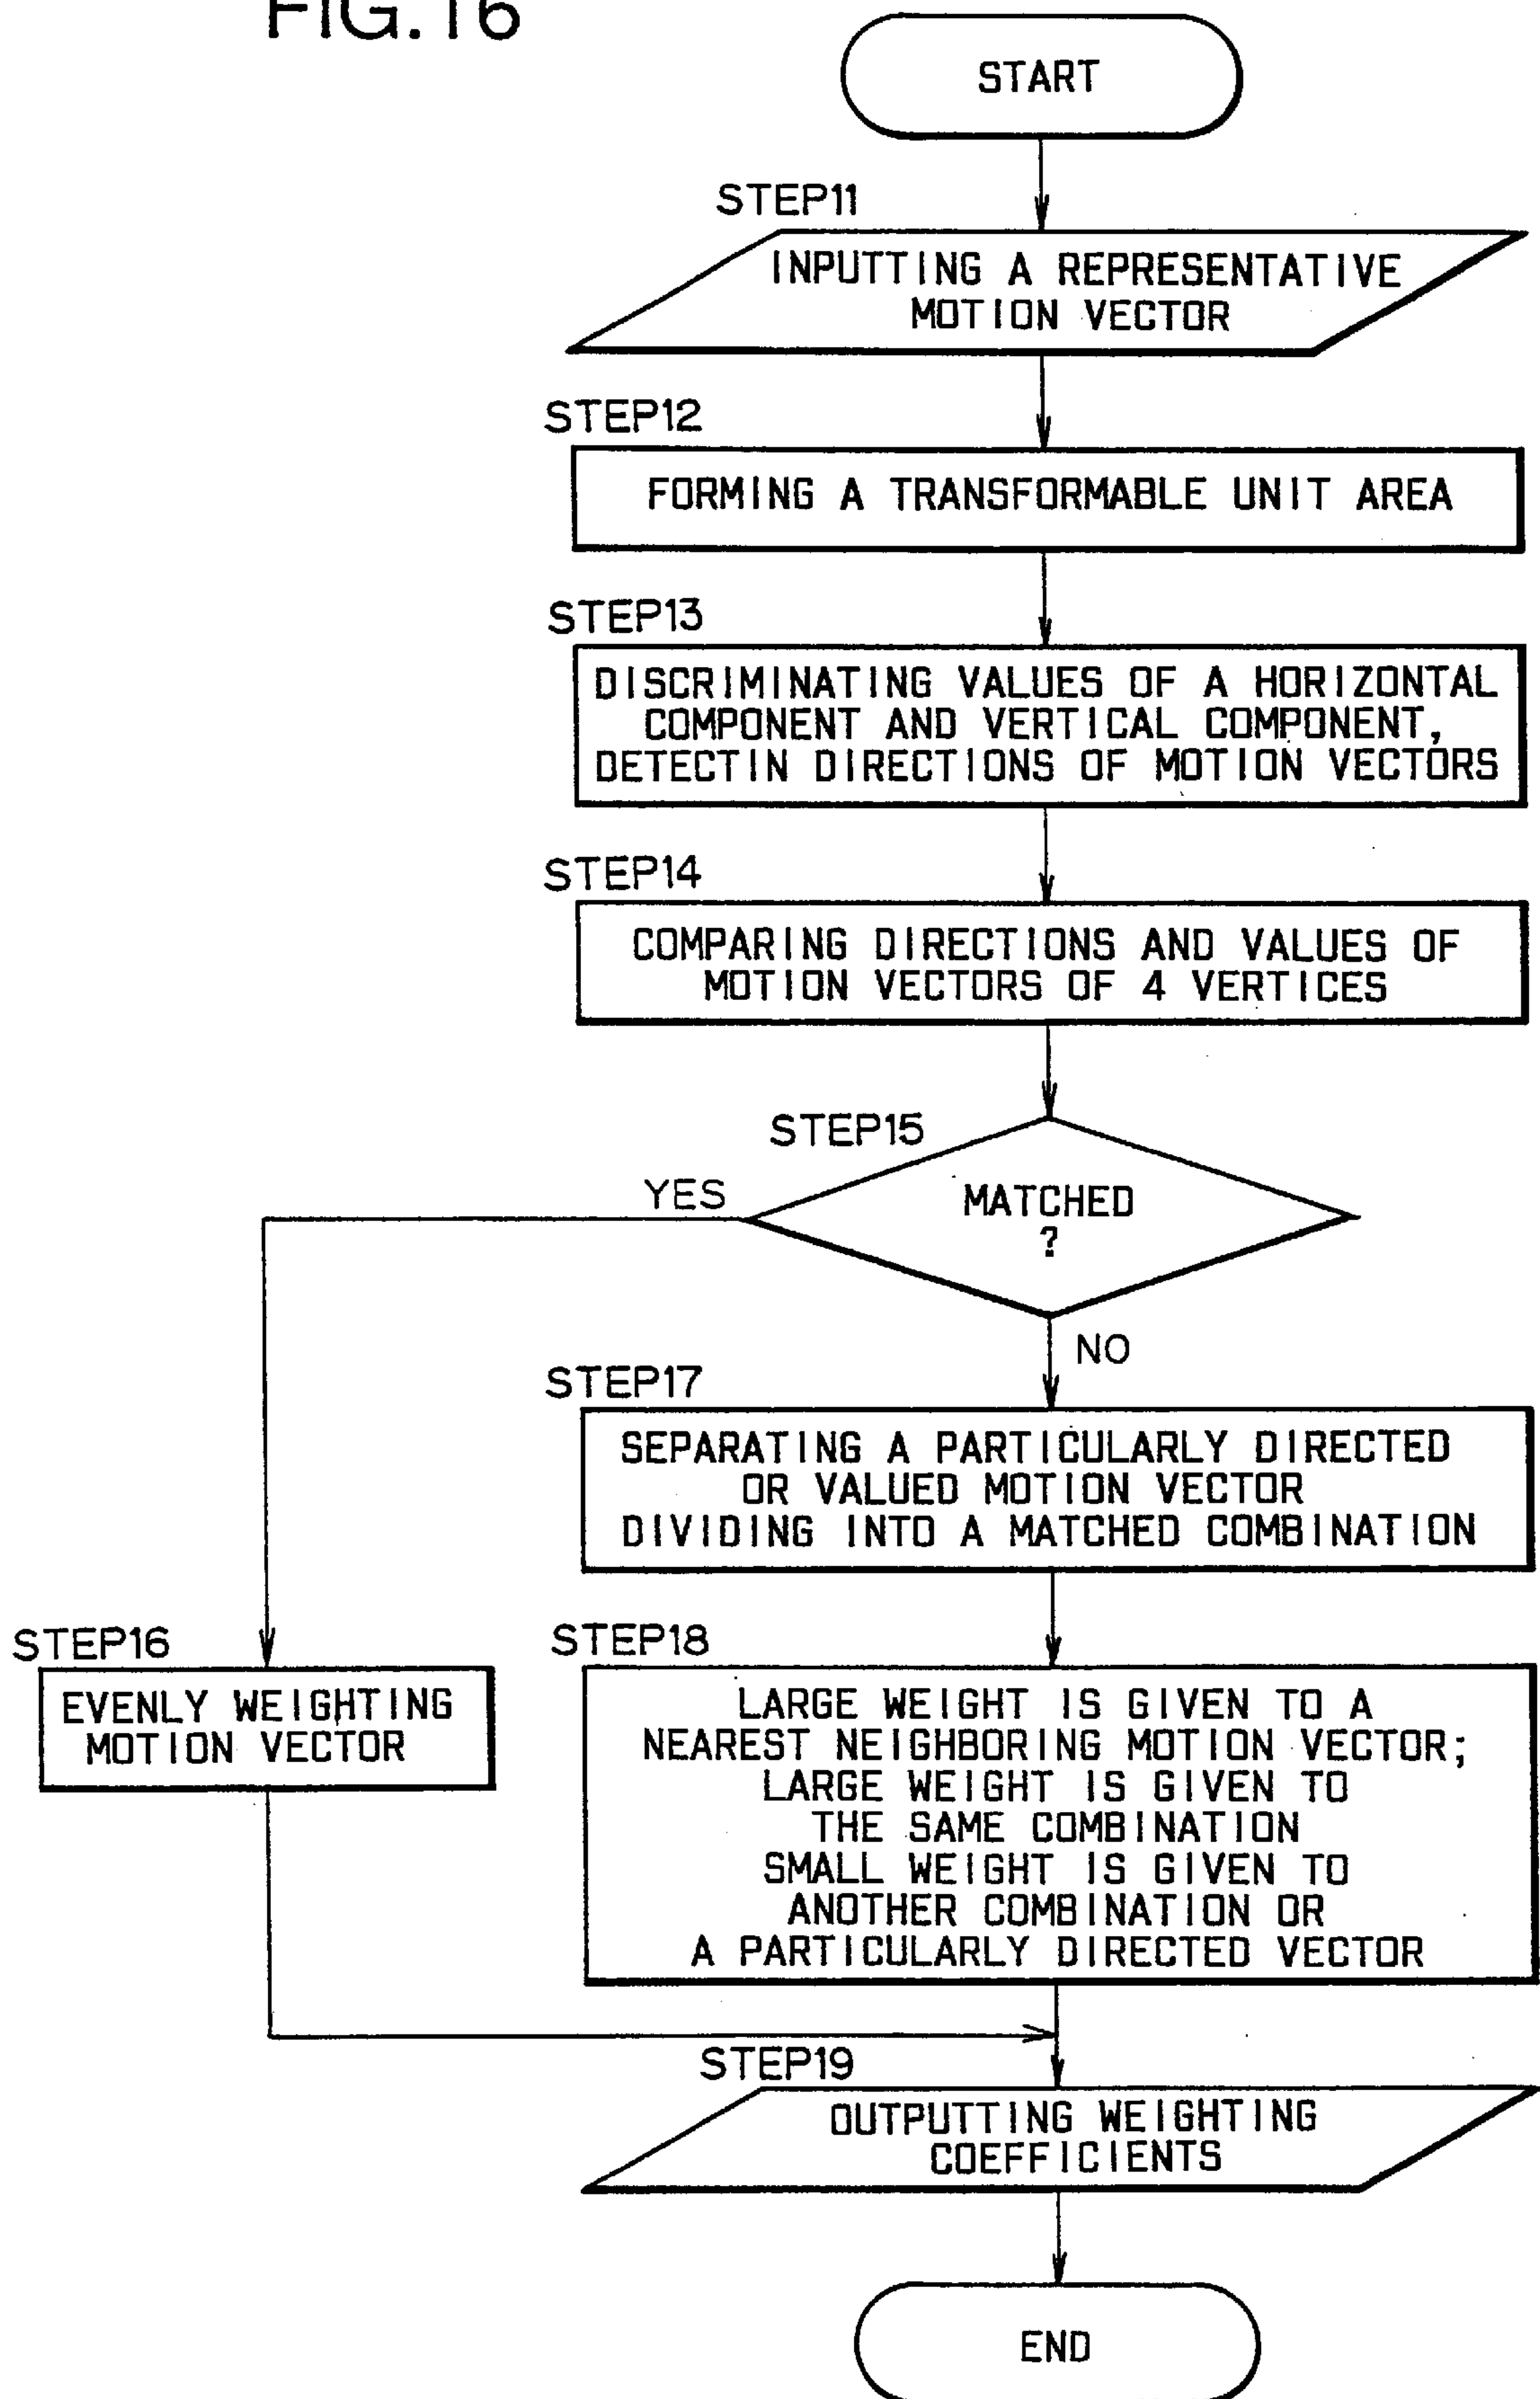 FIG.16
START
STEP11
INPUTTING A REPRESENTATIVE
MOTION VECTOR
STEP12
FORMING A TRANSFORMABLE UNIT AREA
STEP13
DISCRIMINATING VALUES OF A HORIZONTAL
COMPONENT AND VERTICAL COMPONENT,
DETECTIN DIRECTIONS OF MOTION VECTORS
STEP14
COMPARING DIRECTIONS AND VALUES OF
MOTION VECTORS OF 4 VERTICES
STEP15
YES
MATCHED
?
NO
STEP17
SEPARATING A PARTICULARLY DIRECTED
OR VALUED MOTION VECTOR
DIVIDING INTO A MATCHED COMBINATION
STEP16
EVENLY WEIGHTING
MOTION VECTOR
STEP18
LARGE WEIGHT IS GIVEN TO A
NEAREST NEIGHBORING MOTION VECTOR;
LARGE WEIGHT IS GIVEN TO
THE SAME COMBINATION
SMALL WEIGHT IS GIVEN TO
ANOTHER COMBINATION OR
A PARTICULARLY DIRECTED VECTOR
STEP19
OUTPUTTING WEIGHTING
COEFFICIENTS
END